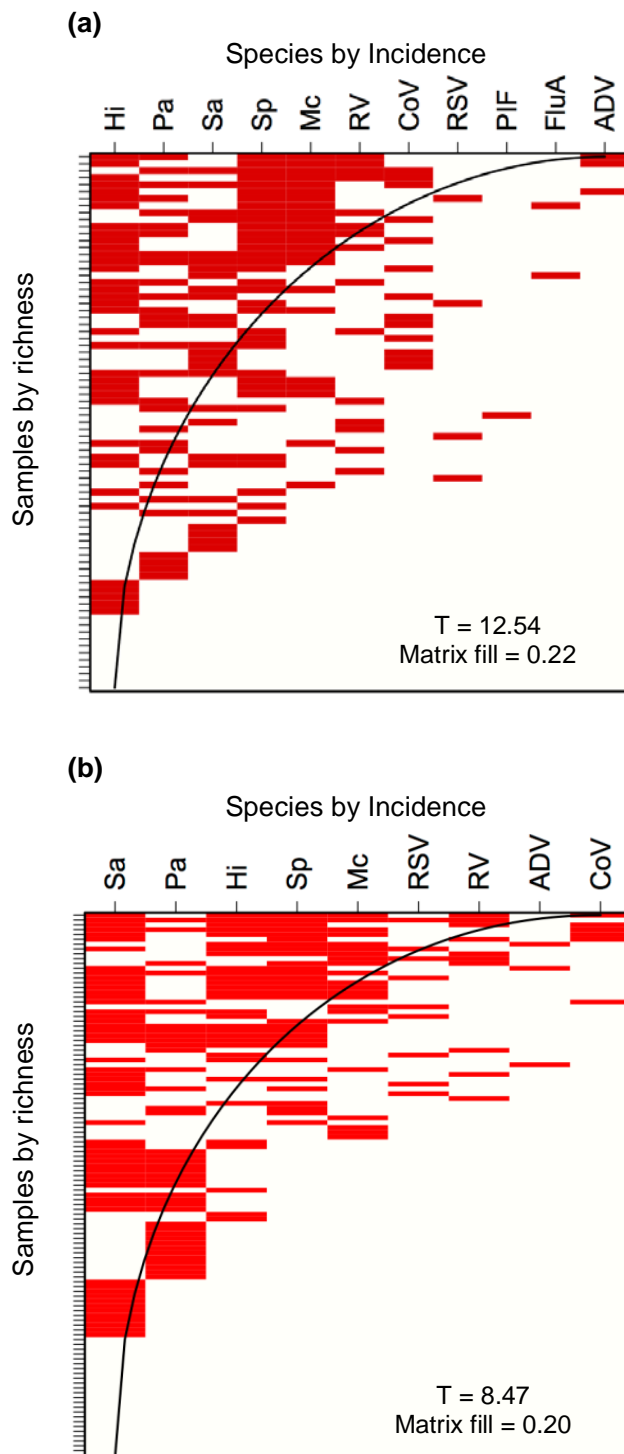 (a)
Species by Incidence
Hi Pa Sa Sp Mc RV CoV RSV PIF FluA ADV
Samples by richness
T = 12.54
Matrix fill = 0.22
(b)
Species by Incidence
Sa Pa Hi Sp Mc RSV RV ADV CoV
Samples by richness
T = 8.47
Matrix fill = 0.20